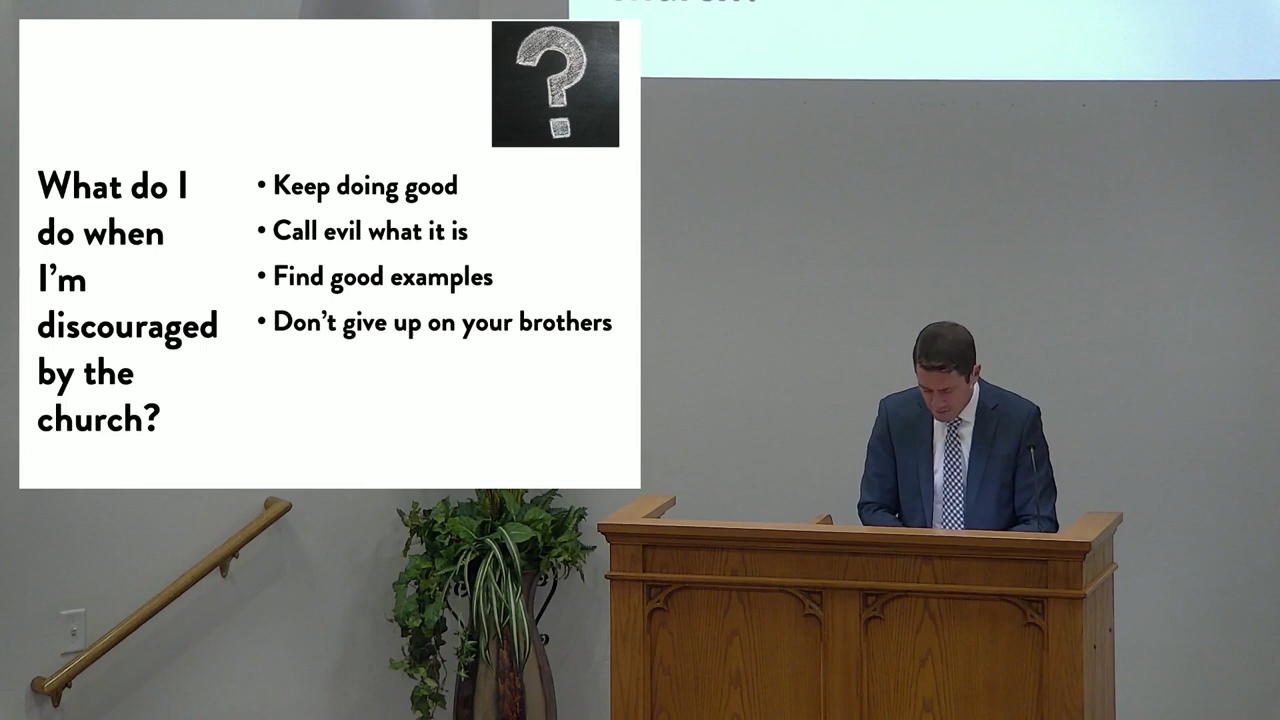 What do I
do when
I'm
discouraged
by the
church?
• Keep doing good
• Call evil what it is
• Find good examples
• Don't give up on your brothers
?